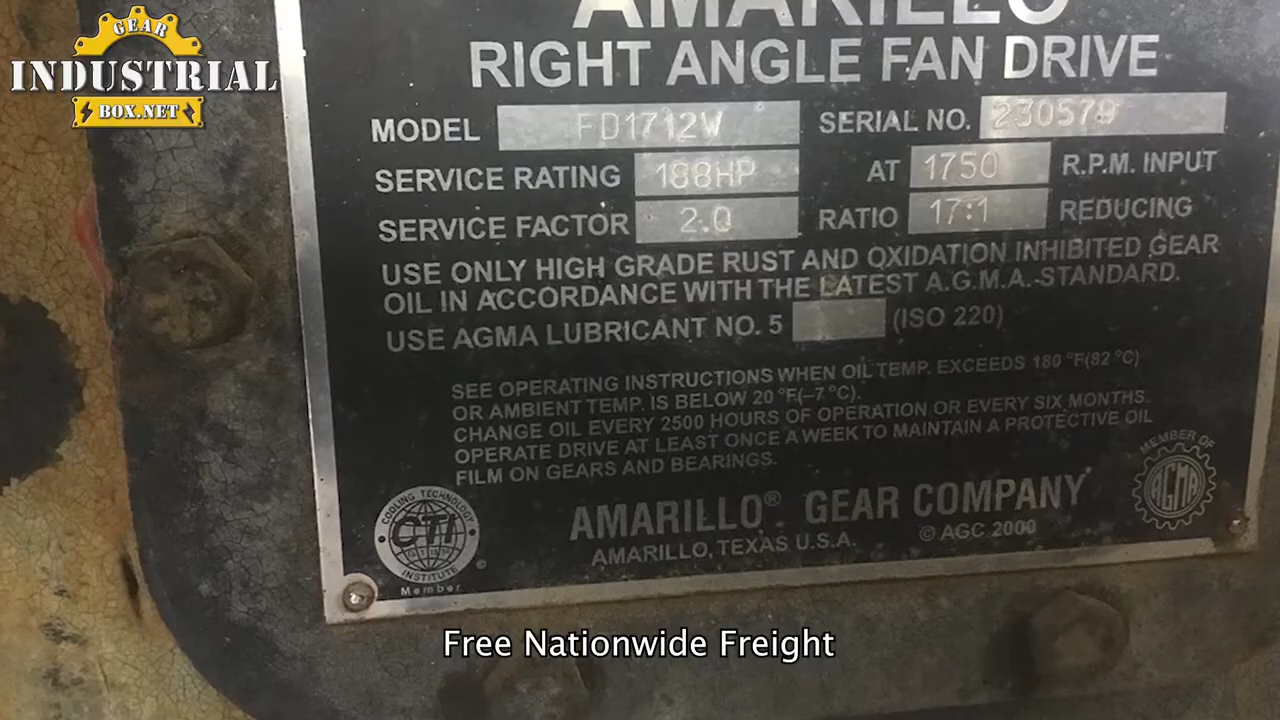 GEAR
INDUSTRIAL
BOX.NET
AMARILLO
RIGHT ANGLE FAN DRIVE
MODEL FD1712W SERIAL NO. 230579
SERVICE RATING 188HP AT 1750 R.P.M. INPUT
SERVICE FACTOR 2.0 RATIO 17:1 REDUCING
USE ONLY HIGH GRADE RUST AND OXIDATION INHIBITED GEAR
OIL IN ACCORDANCE WITH THE LATEST A.G.M.A.-STANDARD.
USE AGMA LUBRICANT NO. 5 (ISO 220)
SEE OPERATING INSTRUCTIONS WHEN OIL TEMP. EXCEEDS 180 °F(82 °C)
OR AMBIENT TEMP. IS BELOW 20 °F(–7 °C).
CHANGE OIL EVERY 2500 HOURS OF OPERATION OR EVERY SIX MONTHS.
OPERATE DRIVE AT LEAST ONCE A WEEK TO MAINTAIN A PROTECTIVE OIL
FILM ON GEARS AND BEARINGS.
COOLING TECHNOLOGY
CTI
INSTITUTE
Member
AMARILLO® GEAR COMPANY
AMARILLO, TEXAS U.S.A. © AGC 2000
MEMBER OF
AGMA
Free Nationwide Freight